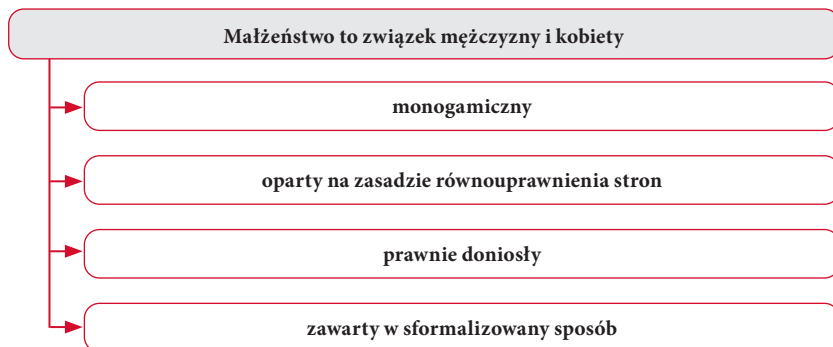 Małżeństwo to związek mężczyzny i kobiety
monogamiczny
oparty na zasadzie równouprawnienia stron
prawnie doniosły
zawarty w sformalizowany sposób